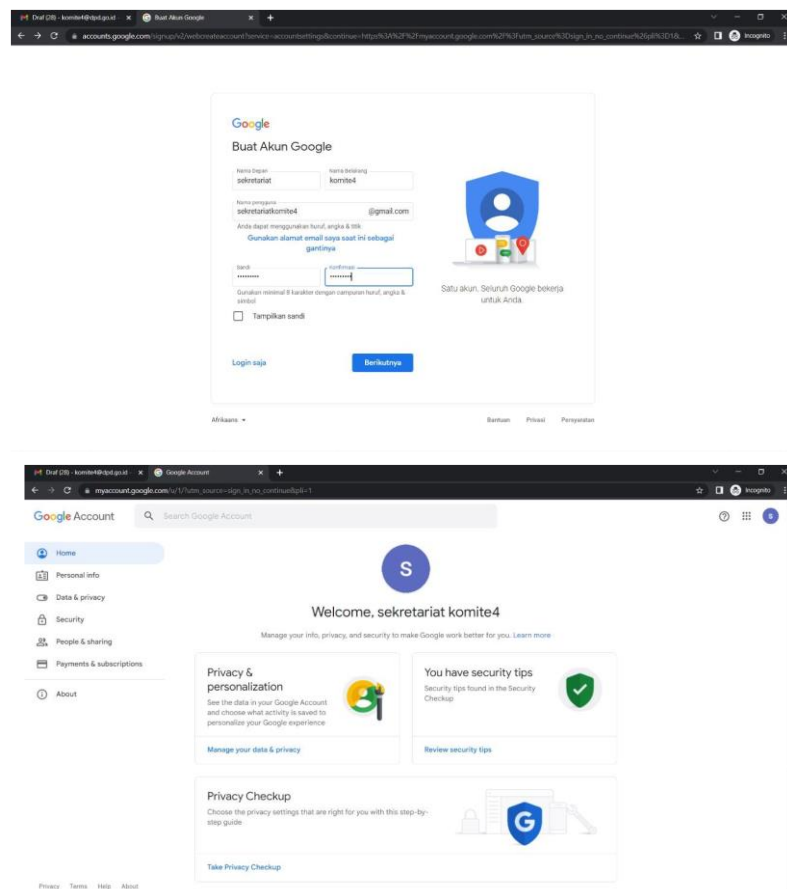 Draf (28) - komite4@dpd.go.id -
Buat Akun Google
accounts.google.com/signup/v2/webcreateaccount?service=accountsettings&continue=https%3A%2F%2Fmyaccount.google.com%2F%3Futm_source%3Dsign_in_no_continue%26pli%3D1&...
Incognito
Google
Buat Akun Google
Nama Depan
Nama Belakang
sekretariat
komite4
Nama pengguna
sekretariatkomite4
@gmail.com
Anda dapat menggunakan huruf, angka & titik
Gunakan alamat email saya saat ini sebagai
gantinya
Sandi
Konfirmasi
Gunakan minimal 8 karakter dengan campuran huruf, angka &
simbol
Tampilkan sandi
Satu akun. Seluruh Google bekerja
untuk Anda.
Login saja
Berikutnya
Afrikaans
Bantuan
Privasi
Persyaratan
Draf (28) - komite4@dpd.go.id -
Google Account
myaccount.google.com/u/1/?utm_source=sign_in_no_continue&pli=1
Incognito
Google Account
Search Google Account
S
Home
Personal info
Data & privacy
Security
People & sharing
Payments & subscriptions
About
S
Welcome, sekretariat komite4
Manage your info, privacy, and security to make Google work better for you. Learn more
Privacy &
personalization
See the data in your Google Account
and choose what activity is saved to
personalize your Google experience
Manage your data & privacy
You have security tips
Security tips found in the Security
Checkup
Review security tips
Privacy Checkup
Choose the privacy settings that are right for you with this step-by-
step guide
G
Take Privacy Checkup
Privacy
Terms
Help
About